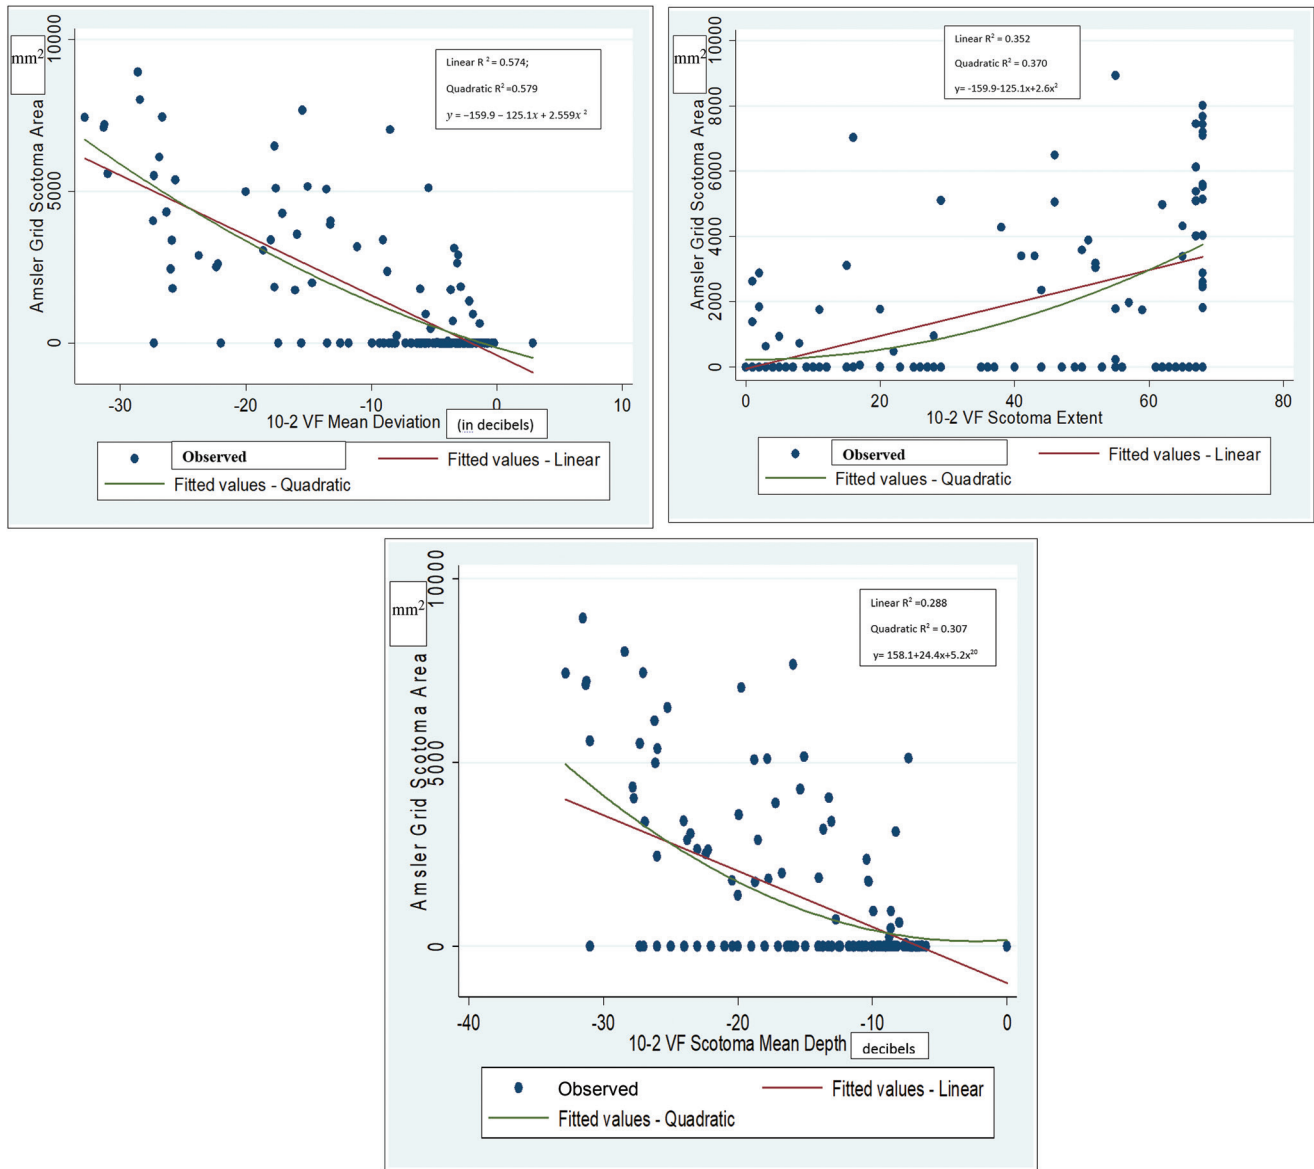 mm²
Amsler Grid Scotoma Area
10000
5000
0
Linear R² = 0.574;
Quadratic R² =0.579
y = −159.9 − 125.1x + 2.559x²
-30 -20 -10 0 10
10-2 VF Mean Deviation (in decibels)
Observed Fitted values - Linear
Fitted values - Quadratic
mm²
Amsler Grid Scotoma Area
10000
8000
6000
4000
2000
0
Linear R² = 0.352
Quadratic R² = 0.370
y= -159.9-125.1x+2.6x²
0 20 40 60 80
10-2 VF Scotoma Extent
Observed Fitted values - Linear
Fitted values - Quadratic
mm²
Amsler Grid Scotoma Area
10000
5000
0
Linear R² =0.288
Quadratic R² = 0.307
y= 158.1+24.4x+5.2x²⁰
-40 -30 -20 -10 0
10-2 VF Scotoma Mean Depth decibels
Observed Fitted values - Linear
Fitted values - Quadratic